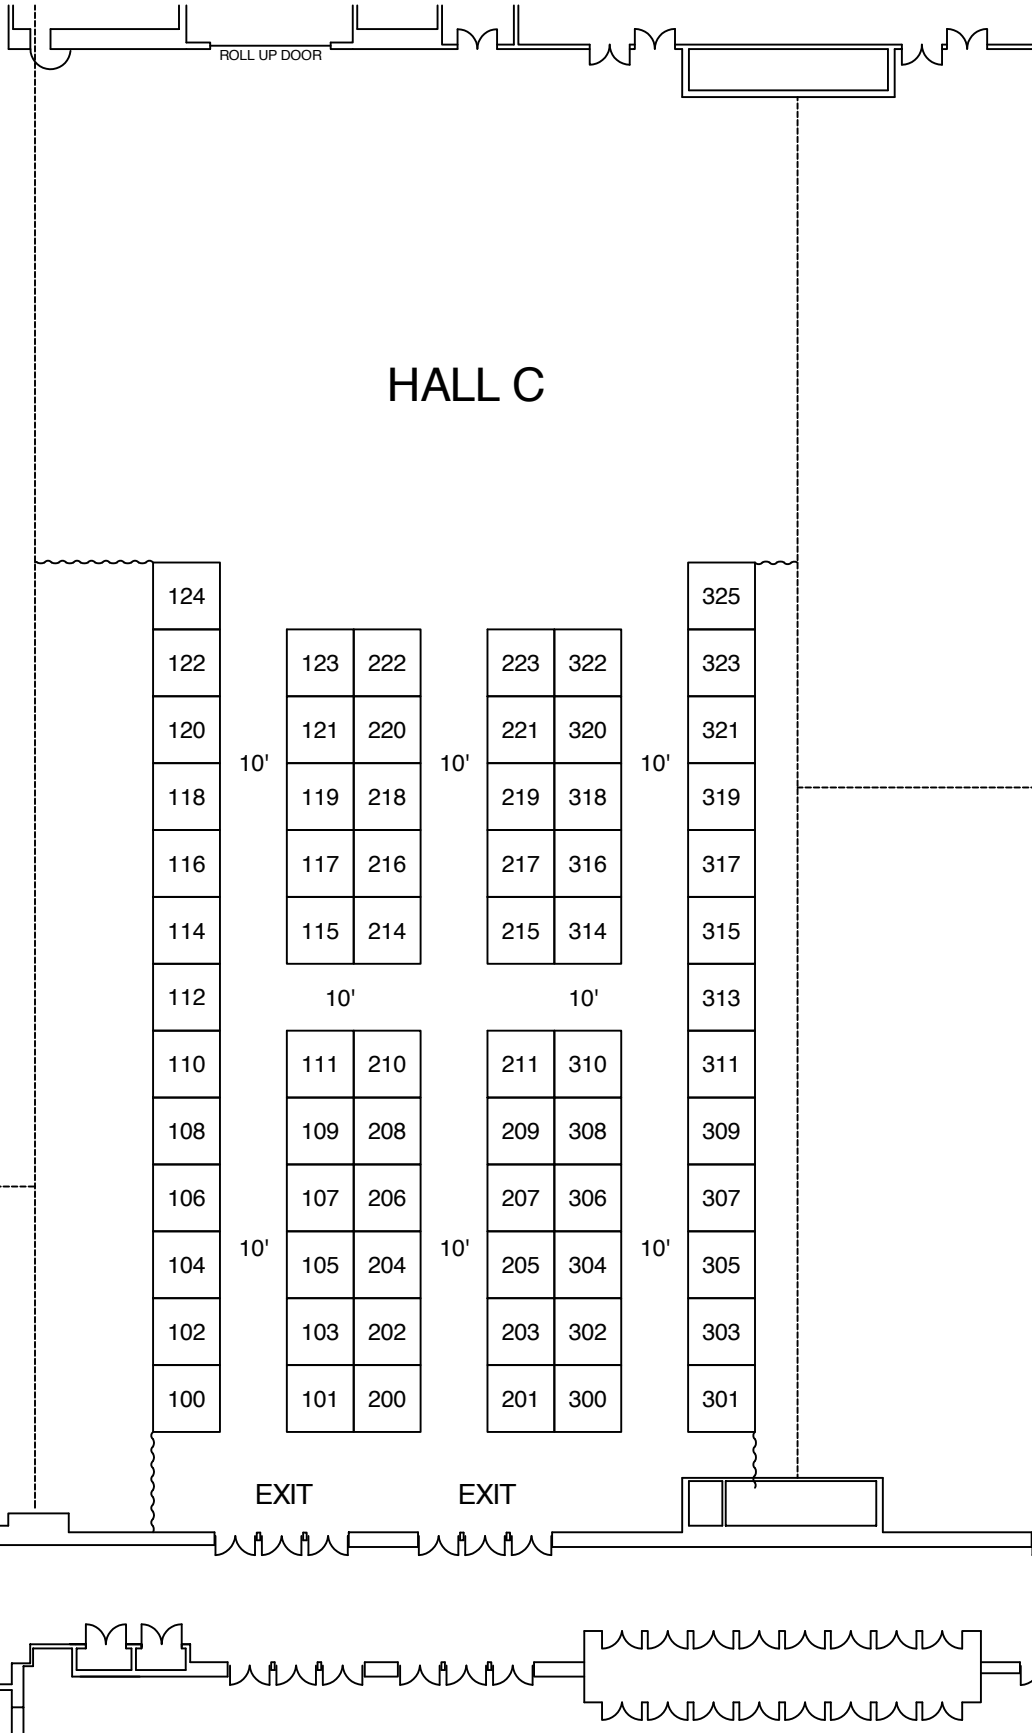 ROLL UP DOOR
HALL C
124 325
122 123 222 223 322 323
120 121 220 221 320 321
10' 10' 10'
118 119 218 219 318 319
116 117 216 217 316 317
114 115 214 215 314 315
112 10' 10' 313
110 111 210 211 310 311
108 109 208 209 308 309
106 107 206 207 306 307
10' 10' 10'
104 105 204 205 304 305
102 103 202 203 302 303
100 101 200 201 300 301
EXIT EXIT